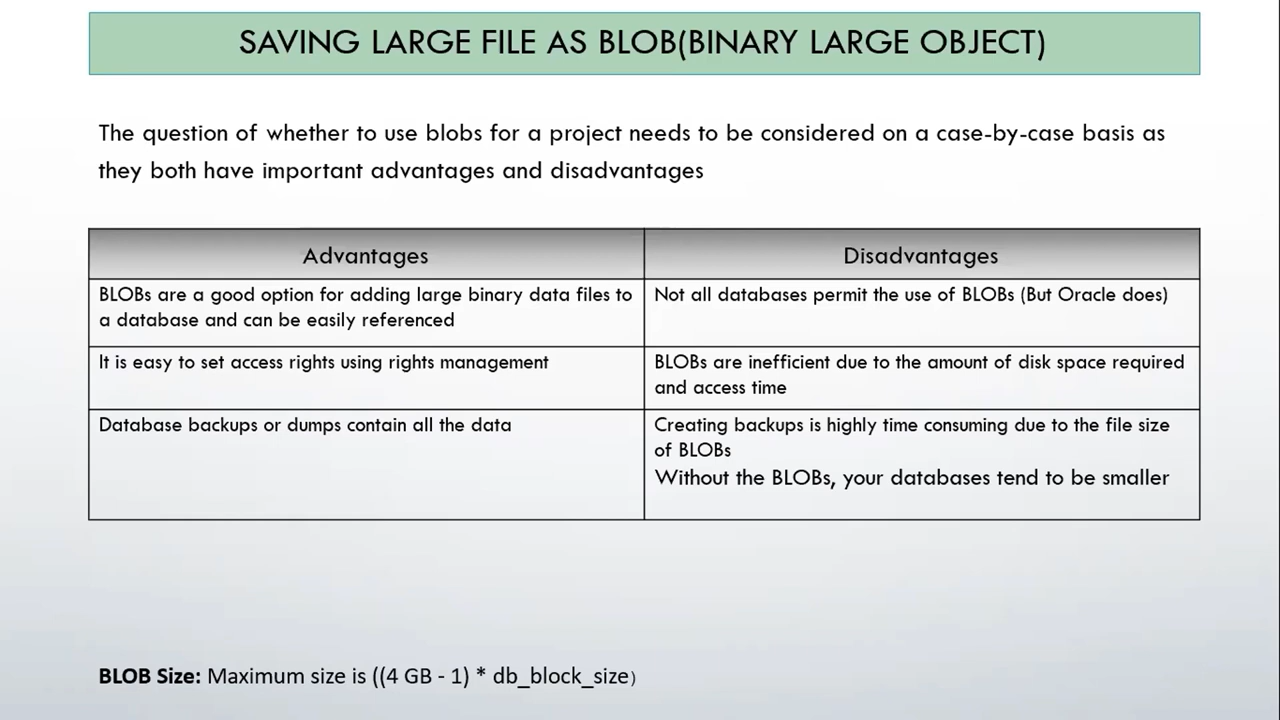 SAVING LARGE FILE AS BLOB(BINARY LARGE OBJECT)
The question of whether to use blobs for a project needs to be considered on a case-by-case basis as
they both have important advantages and disadvantages
Advantages
Disadvantages
BLOBs are a good option for adding large binary data files to
a database and can be easily referenced
Not all databases permit the use of BLOBs (But Oracle does)
It is easy to set access rights using rights management
BLOBs are inefficient due to the amount of disk space required
and access time
Database backups or dumps contain all the data
Creating backups is highly time consuming due to the file size
of BLOBs
Without the BLOBs, your databases tend to be smaller
BLOB Size: Maximum size is ((4 GB - 1) * db_block_size)